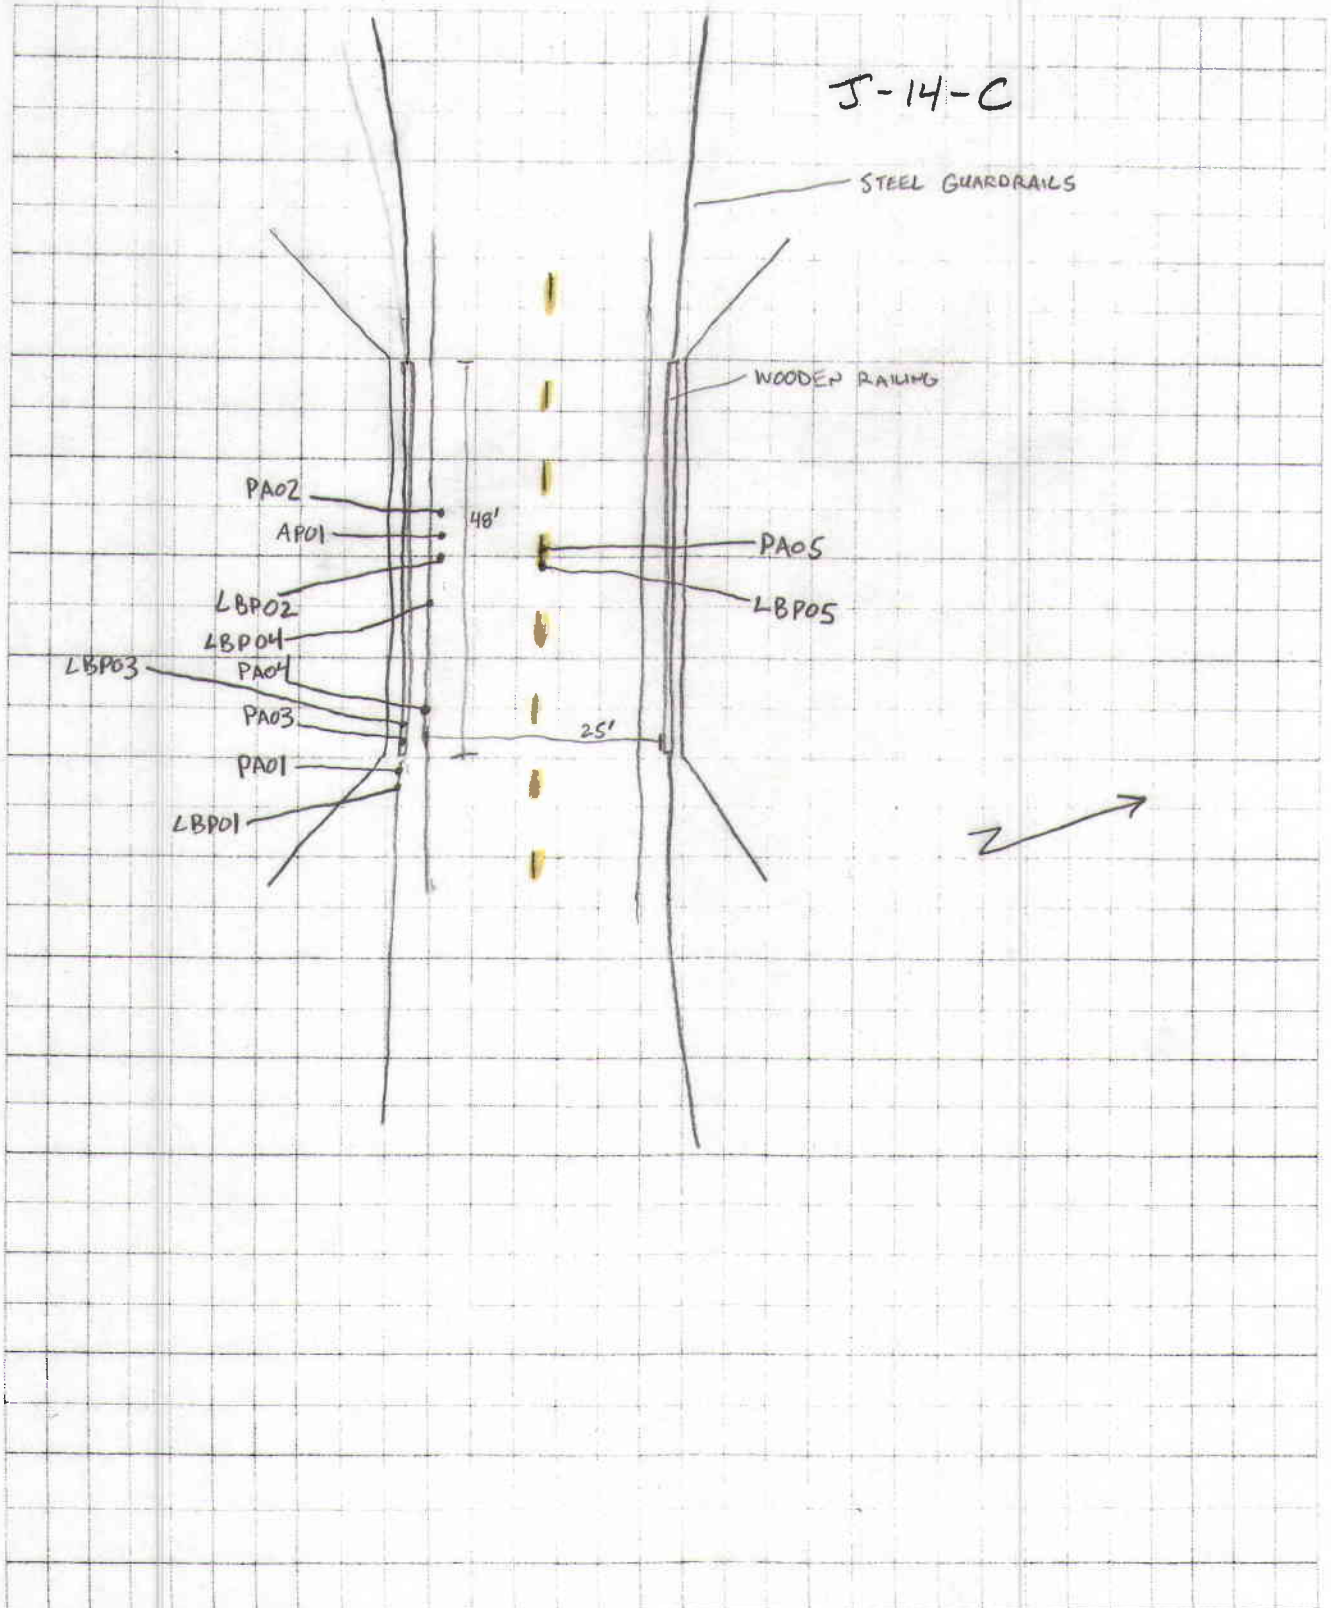 J-14-C
STEEL GUARDRAILS
WOODEN RAILING
PA02
48'
AP01
PA05
LBP02
LBP05
LBP04
LBP03
PA04
PA03
25'
PA01
LBP01